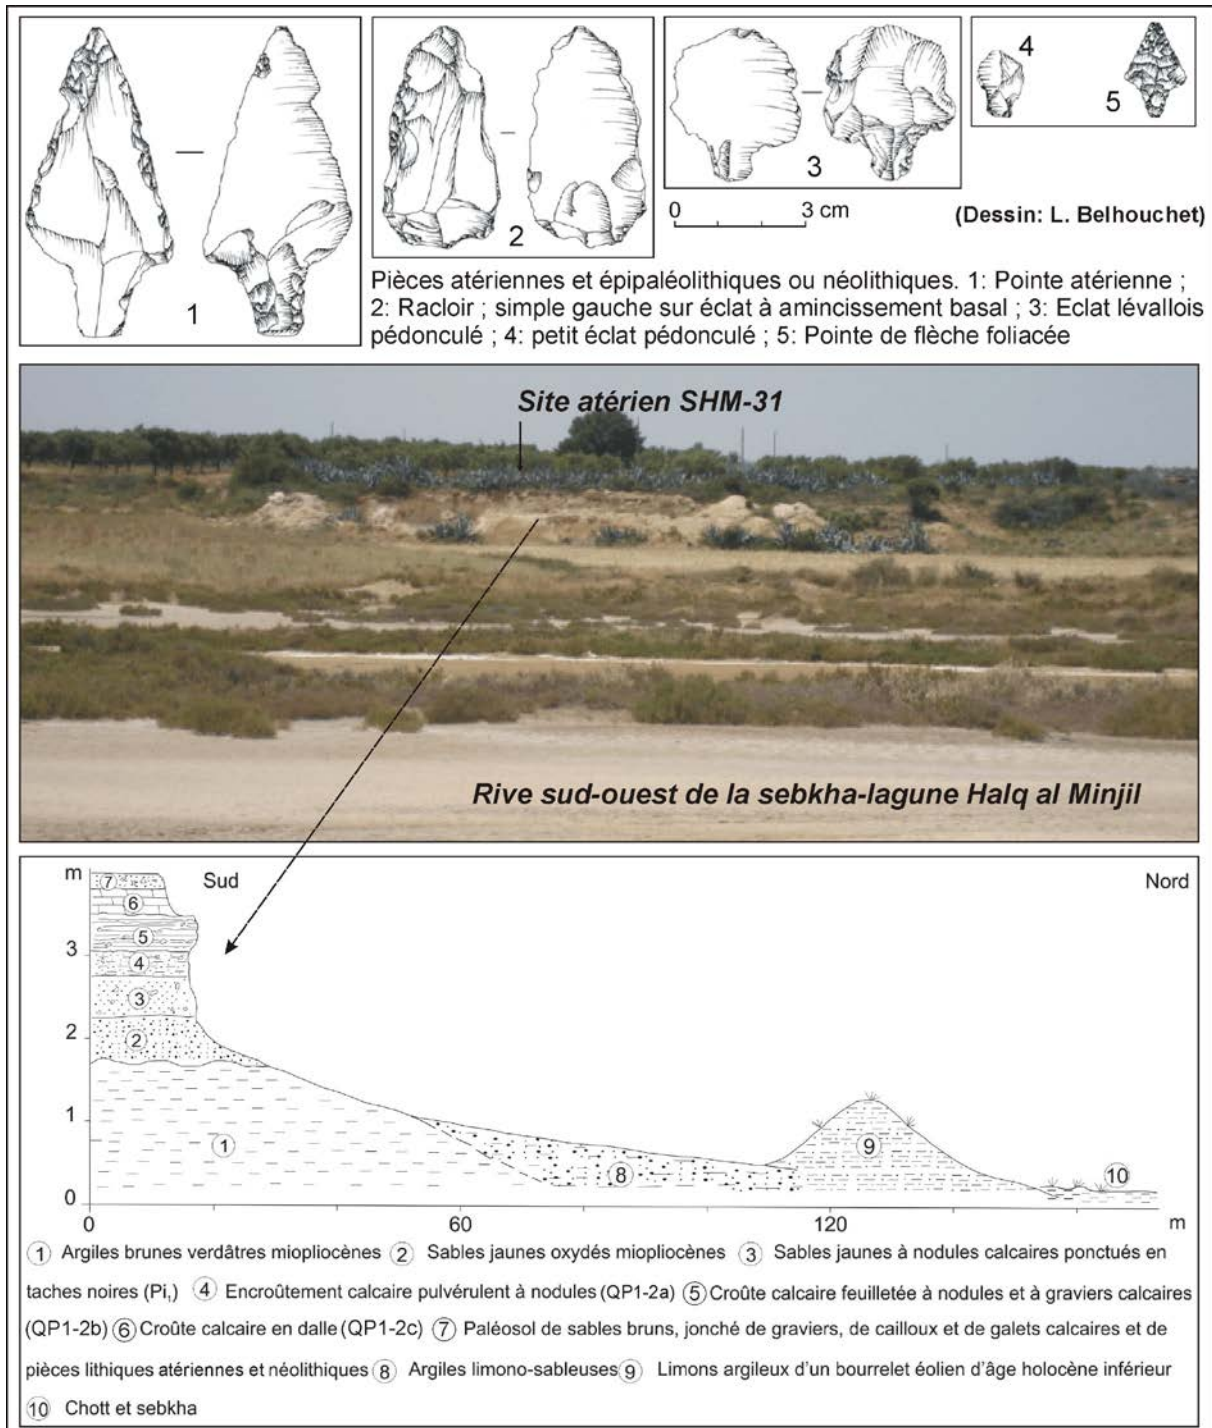 1
2
3
4
5
0 3 cm
(Dessin: L. Belhouchet)
Pièces atériennes et épipaléolithiques ou néolithiques. 1: Pointe atérienne ;
2: Racloir ; simple gauche sur éclat à amincissement basal ; 3: Eclat lévallois
pédonculé ; 4: petit éclat pédonculé ; 5: Pointe de flèche foliacée
Site atérien SHM-31
Rive sud-ouest de la sebkha-lagune Halq al Minjil
m
Sud
Nord
7
6
5
3
4
3
2
2
1
1
9
8
10
0
0 60 120 m
① Argiles brunes verdâtres miopliocènes ② Sables jaunes oxydés miopliocènes ③ Sables jaunes à nodules calcaires ponctués en
taches noires (Pi,) ④ Encroûtement calcaire pulvérulent à nodules (QP1-2a) ⑤ Croûte calcaire feuilletée à nodules et à graviers calcaires
(QP1-2b) ⑥ Croûte calcaire en dalle (QP1-2c) ⑦ Paléosol de sables bruns, jonché de graviers, de cailloux et de galets calcaires et de
pièces lithiques atériennes et néolithiques ⑧ Argiles limono-sableuses ⑨ Limons argileux d'un bourrelet éolien d'âge holocène inférieur
⑩ Chott et sebkha